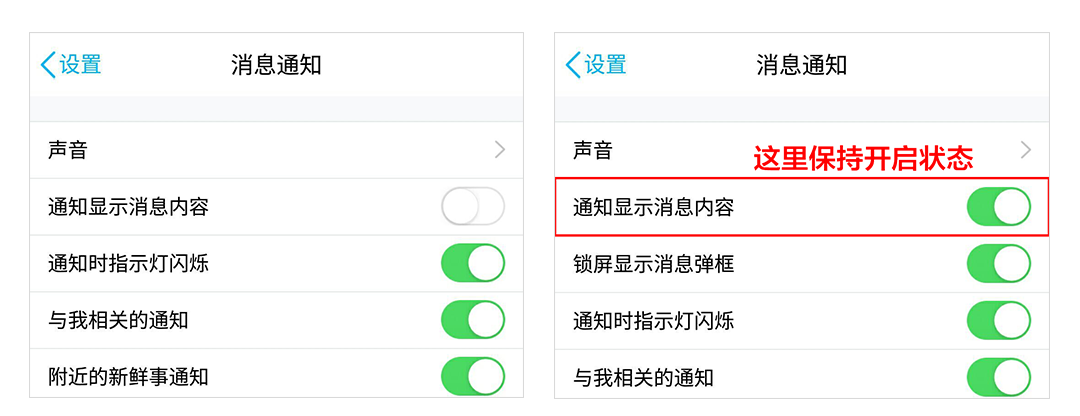 设置
消息通知
声音
通知显示消息内容
通知时指示灯闪烁
与我相关的通知
附近的新鲜事通知
设置
消息通知
声音
这里保持开启状态
通知显示消息内容
锁屏显示消息弹框
通知时指示灯闪烁
与我相关的通知